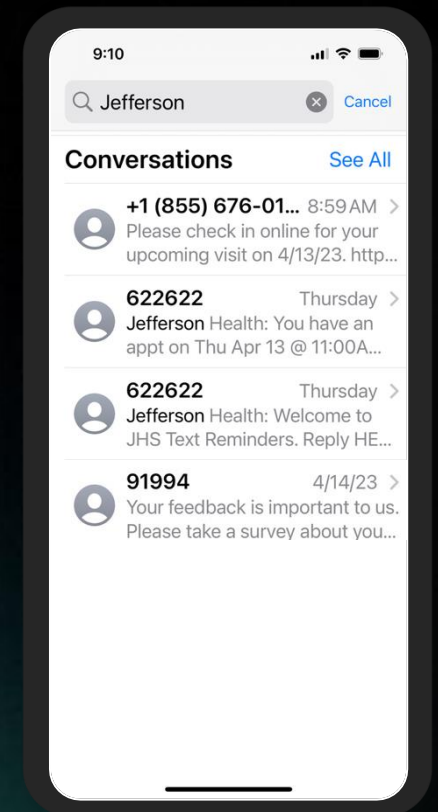 9:10
Jefferson
Cancel
Conversations See All
+1 (855) 676-01... 8:59 AM
Please check in online for your
upcoming visit on 4/13/23. http...
622622 Thursday
Jefferson Health: You have an
appt on Thu Apr 13 @ 11:00A...
622622 Thursday
Jefferson Health: Welcome to
JHS Text Reminders. Reply HE...
91994 4/14/23
Your feedback is important to us.
Please take a survey about you...